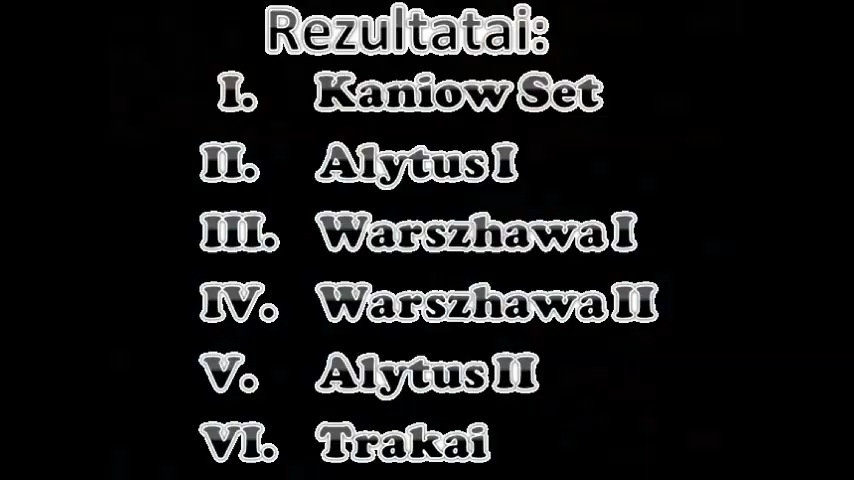 Rezultatai:
I. Kaniow Set
II. Alytus I
III. Warszhawa I
IV. Warszhawa II
V. Alytus II
VI. Trakai